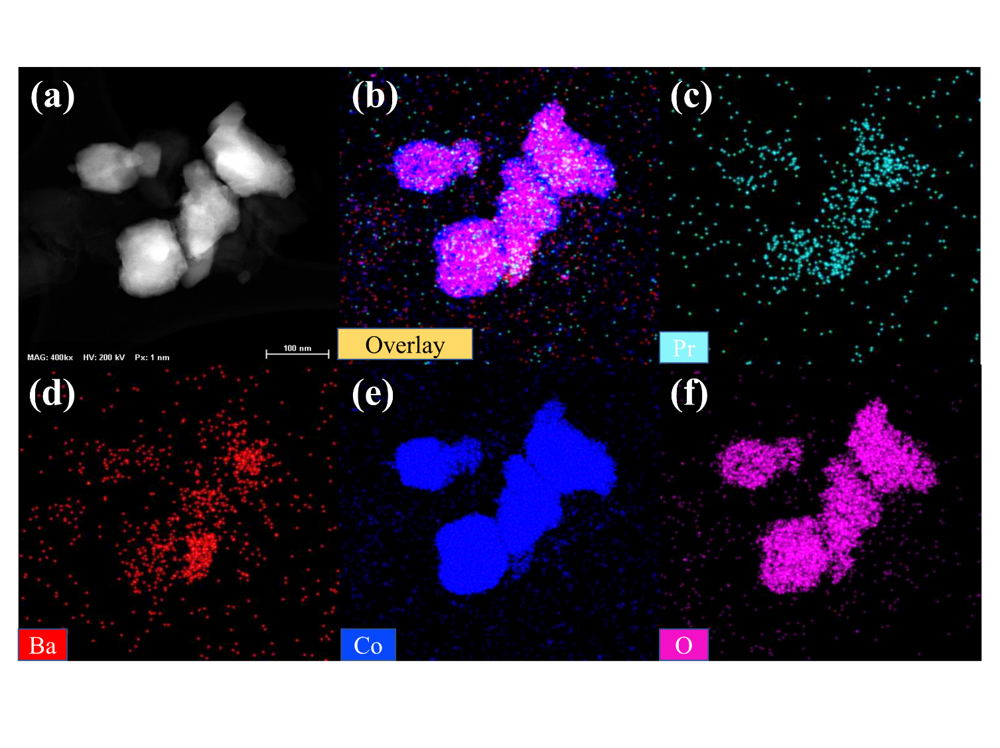 (a)
(b)
(c)
MAG: 400kx HV: 200 kV Px: 1 nm
100 nm
Overlay
Pr
(d)
(e)
(f)
Ba
Co
O